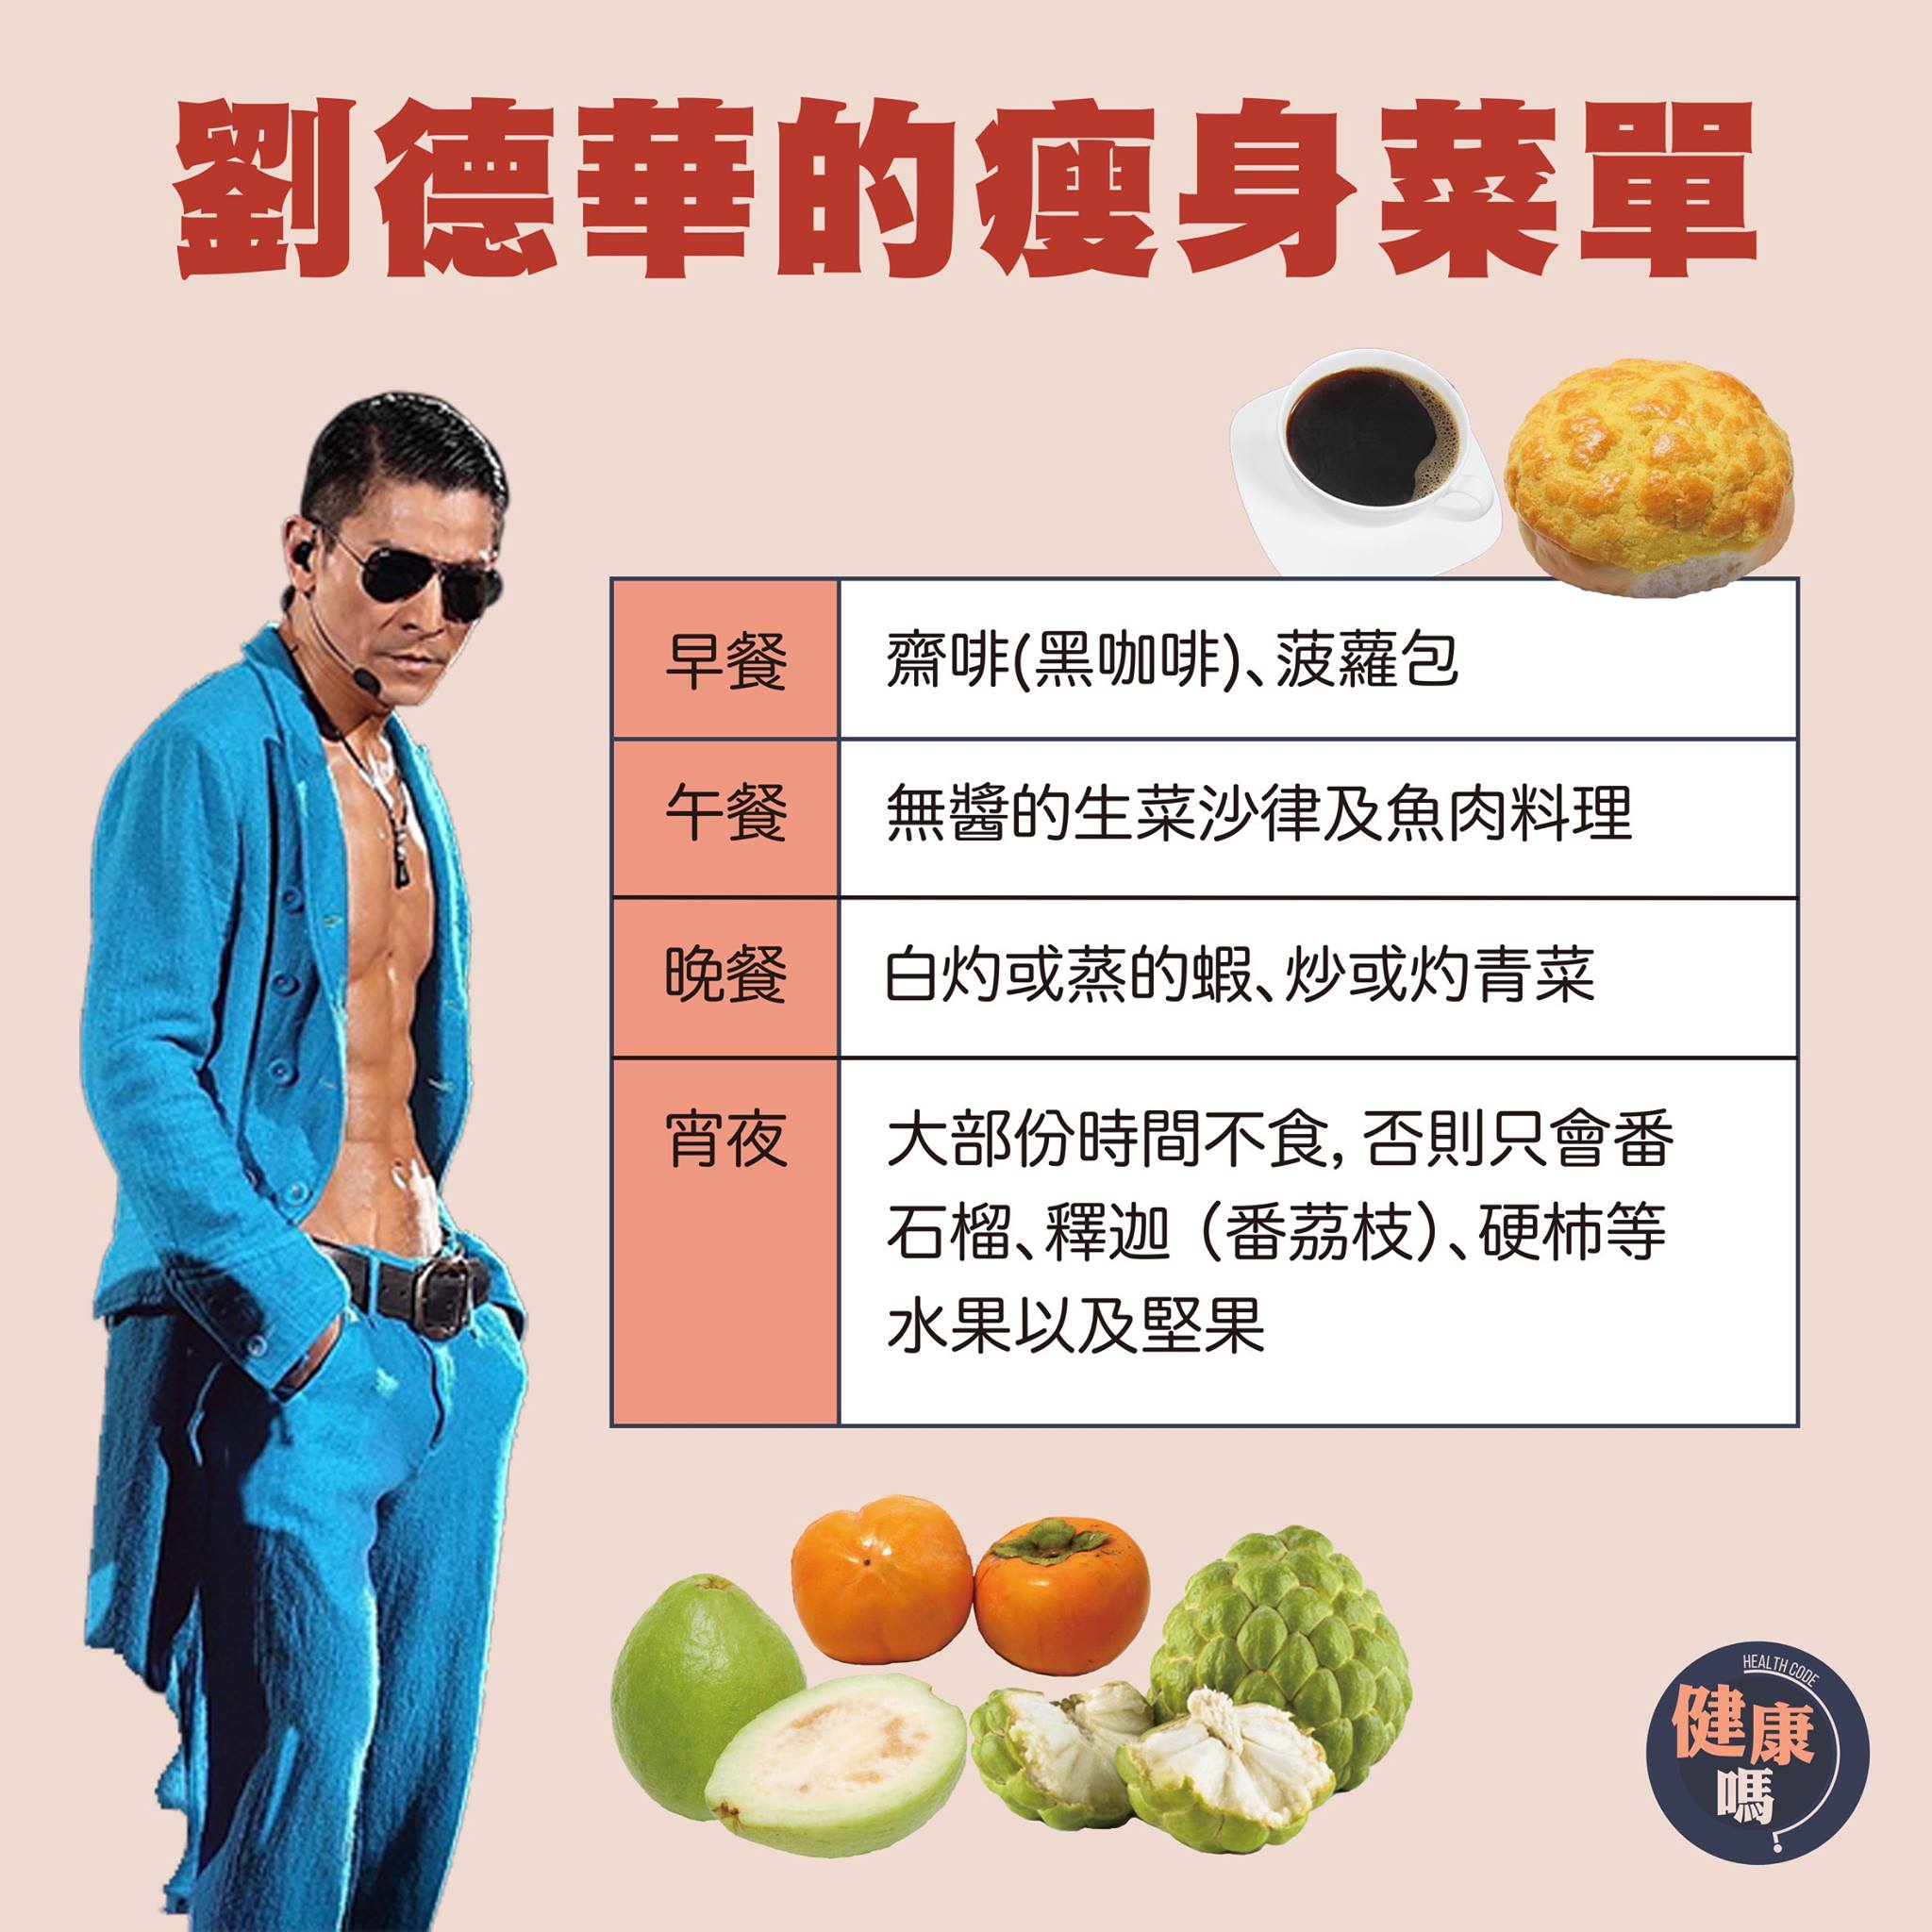 劉德華的瘦身菜單
早餐
齋啡(黑咖啡)、菠蘿包
午餐
無醬的生菜沙律及魚肉料理
晚餐
白灼或蒸的蝦、炒或灼青菜
宵夜
大部份時間不食, 否則只會番
石榴、釋迦（番荔枝）、硬柿等
水果以及堅果
HEALTH CODE
健康
嗎?